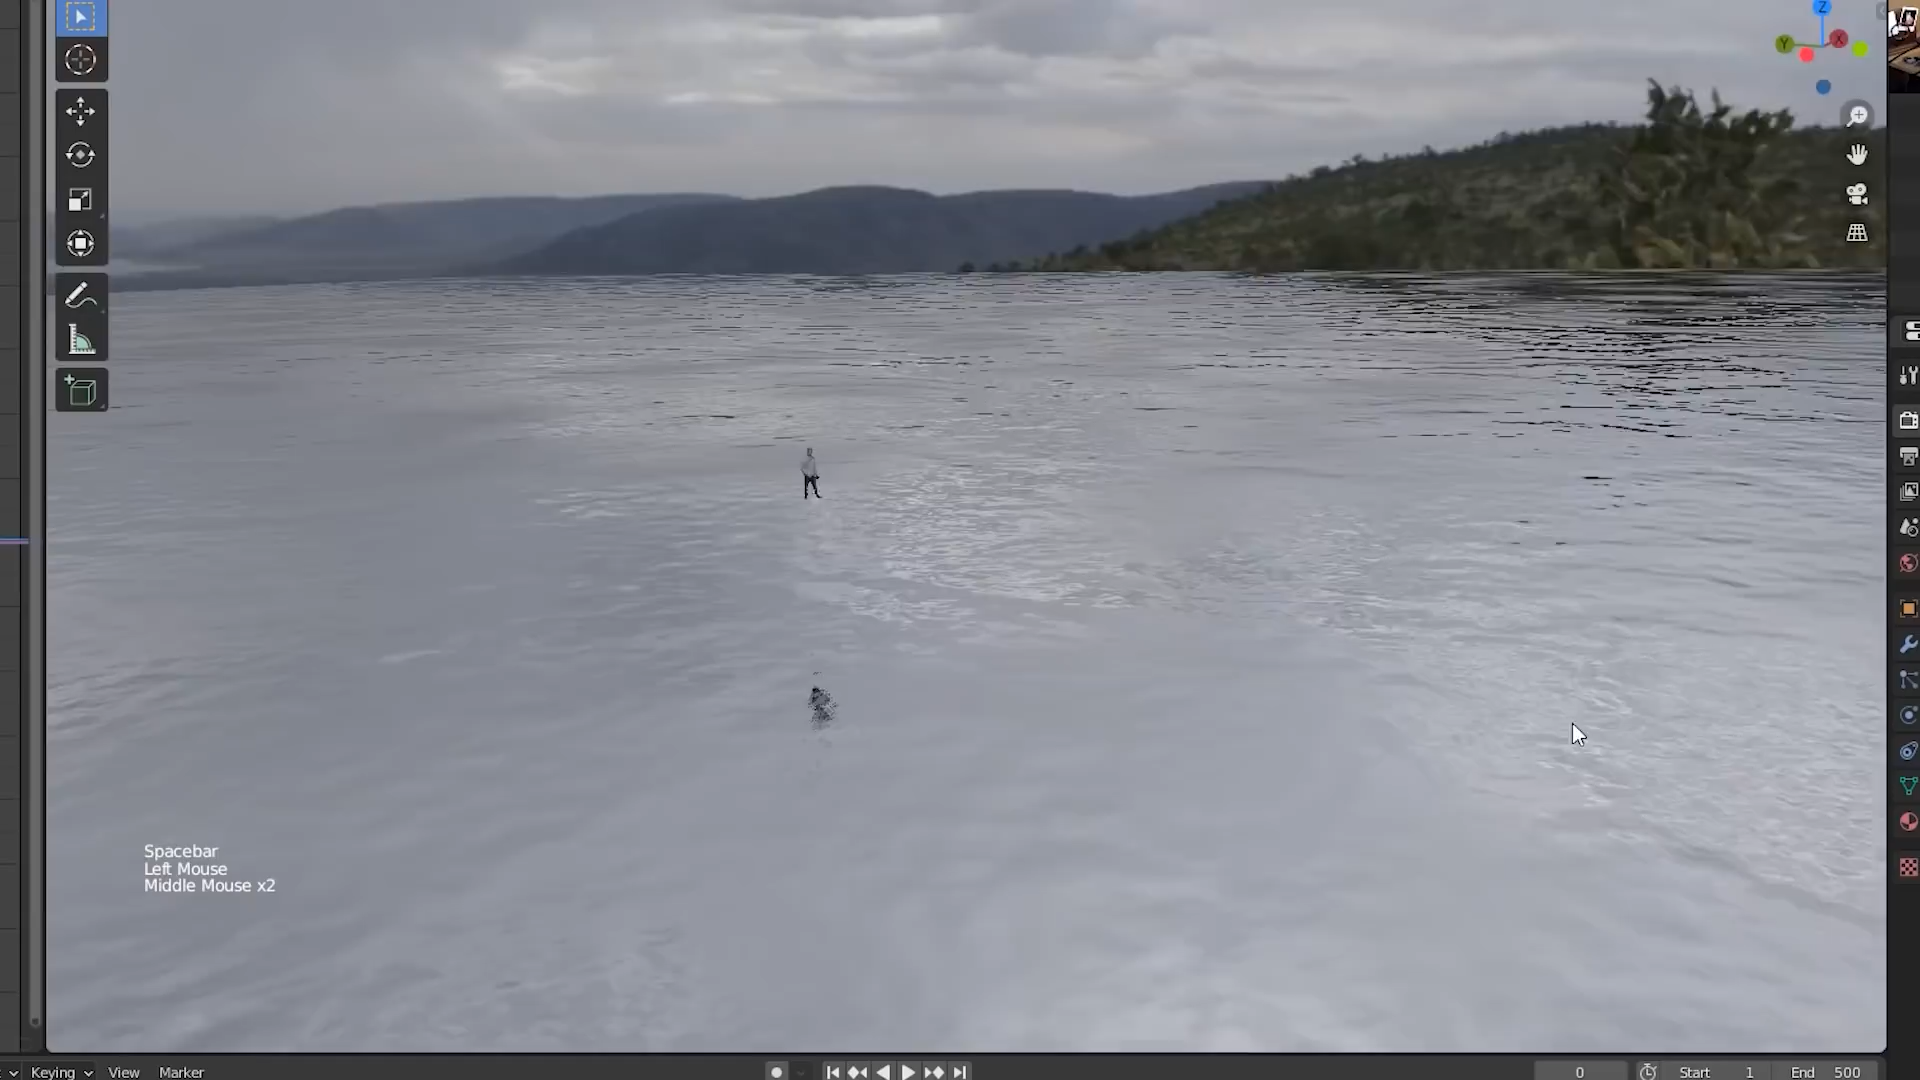 Z
Y
X
Spacebar
Left Mouse
Middle Mouse x2
Keying
View
Marker
0
Start
1
End
500